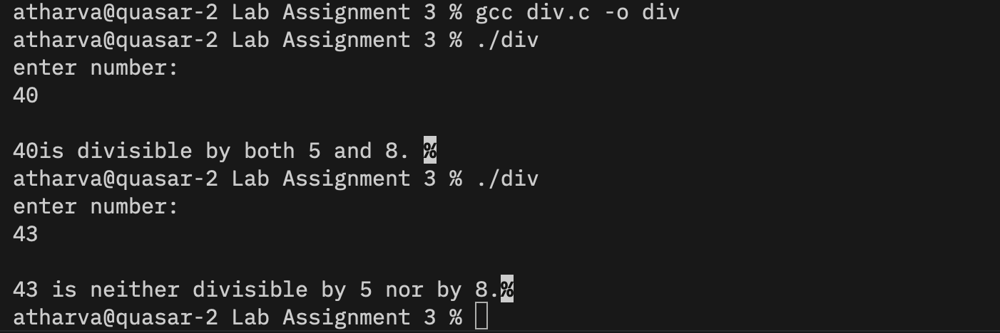 atharva@quasar-2 Lab Assignment 3 % gcc div.c -o div
atharva@quasar-2 Lab Assignment 3 % ./div
enter number:
40
40is divisible by both 5 and 8. %
atharva@quasar-2 Lab Assignment 3 % ./div
enter number:
43
43 is neither divisible by 5 nor by 8.%
atharva@quasar-2 Lab Assignment 3 %